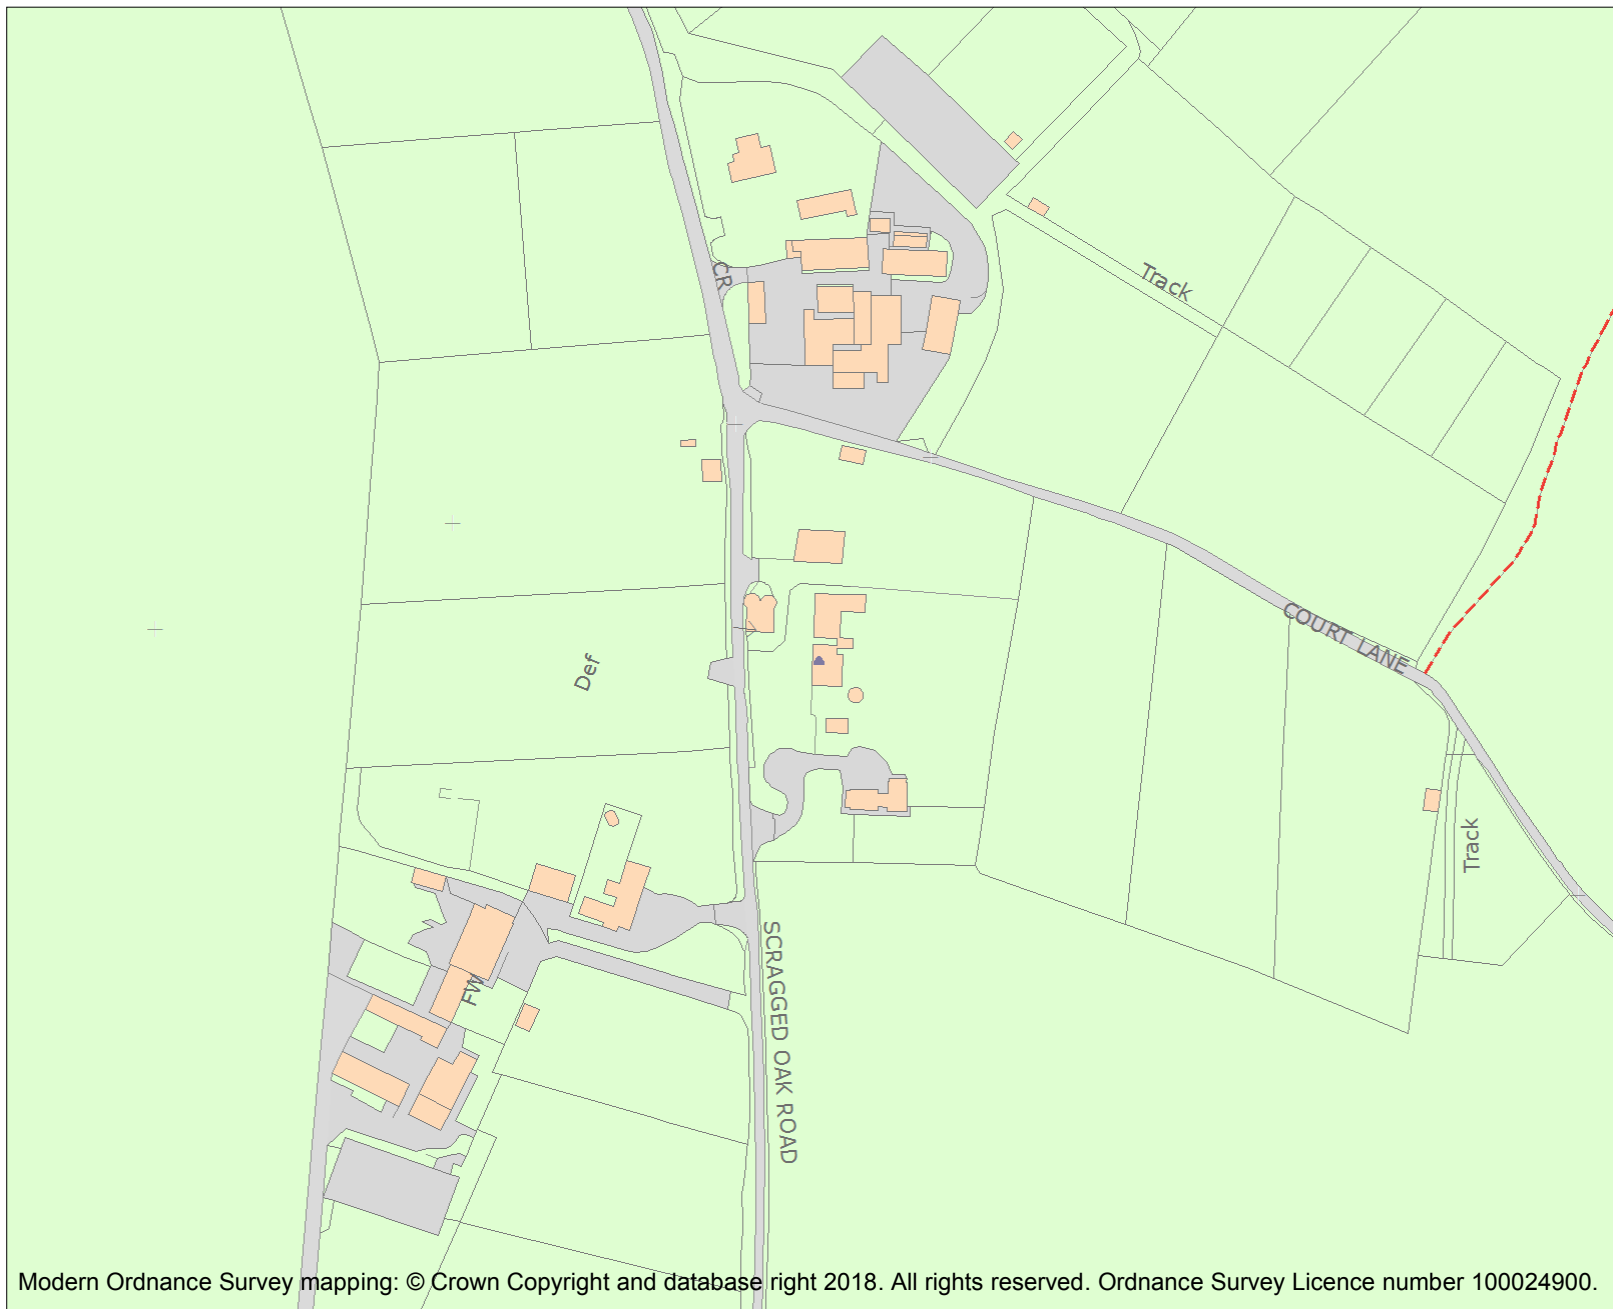 CR
Track
COURT LANE
Def
Track
SCRAGGED OAK ROAD
FW
Modern Ordnance Survey mapping: © Crown Copyright and database right 2018. All rights reserved. Ordnance Survey Licence number 100024900.